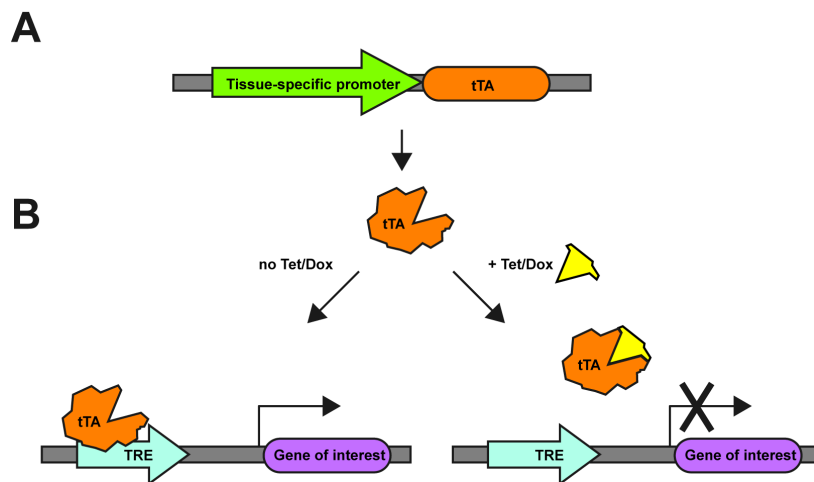 A
Tissue-specific promoter
tTA
B
tTA
no Tet/Dox
+ Tet/Dox
tTA
tTA
TRE
Gene of interest
TRE
Gene of interest